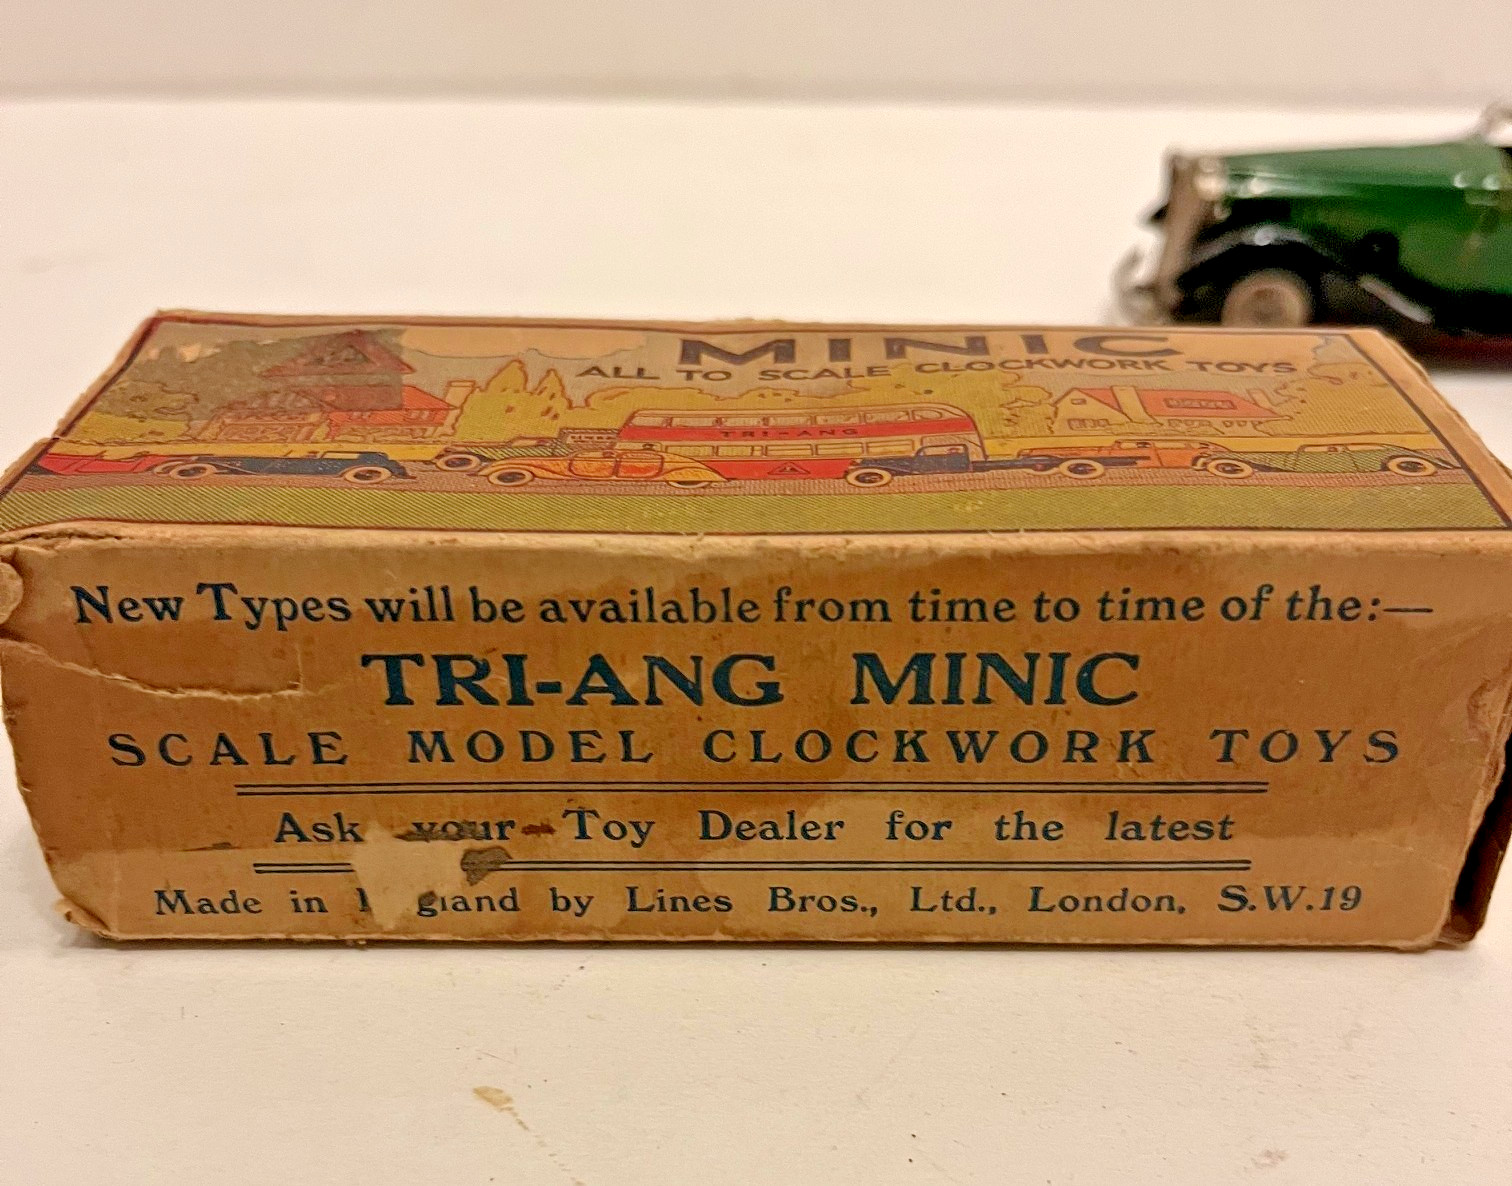 MINIC
ALL TO SCALE CLOCKWORK TOYS
TRI-ANG
New Types will be available from time to time of the:—
TRI-ANG MINIC
SCALE MODEL CLOCKWORK TOYS
Ask your Toy Dealer for the latest
Made in England by Lines Bros., Ltd., London, S.W.19